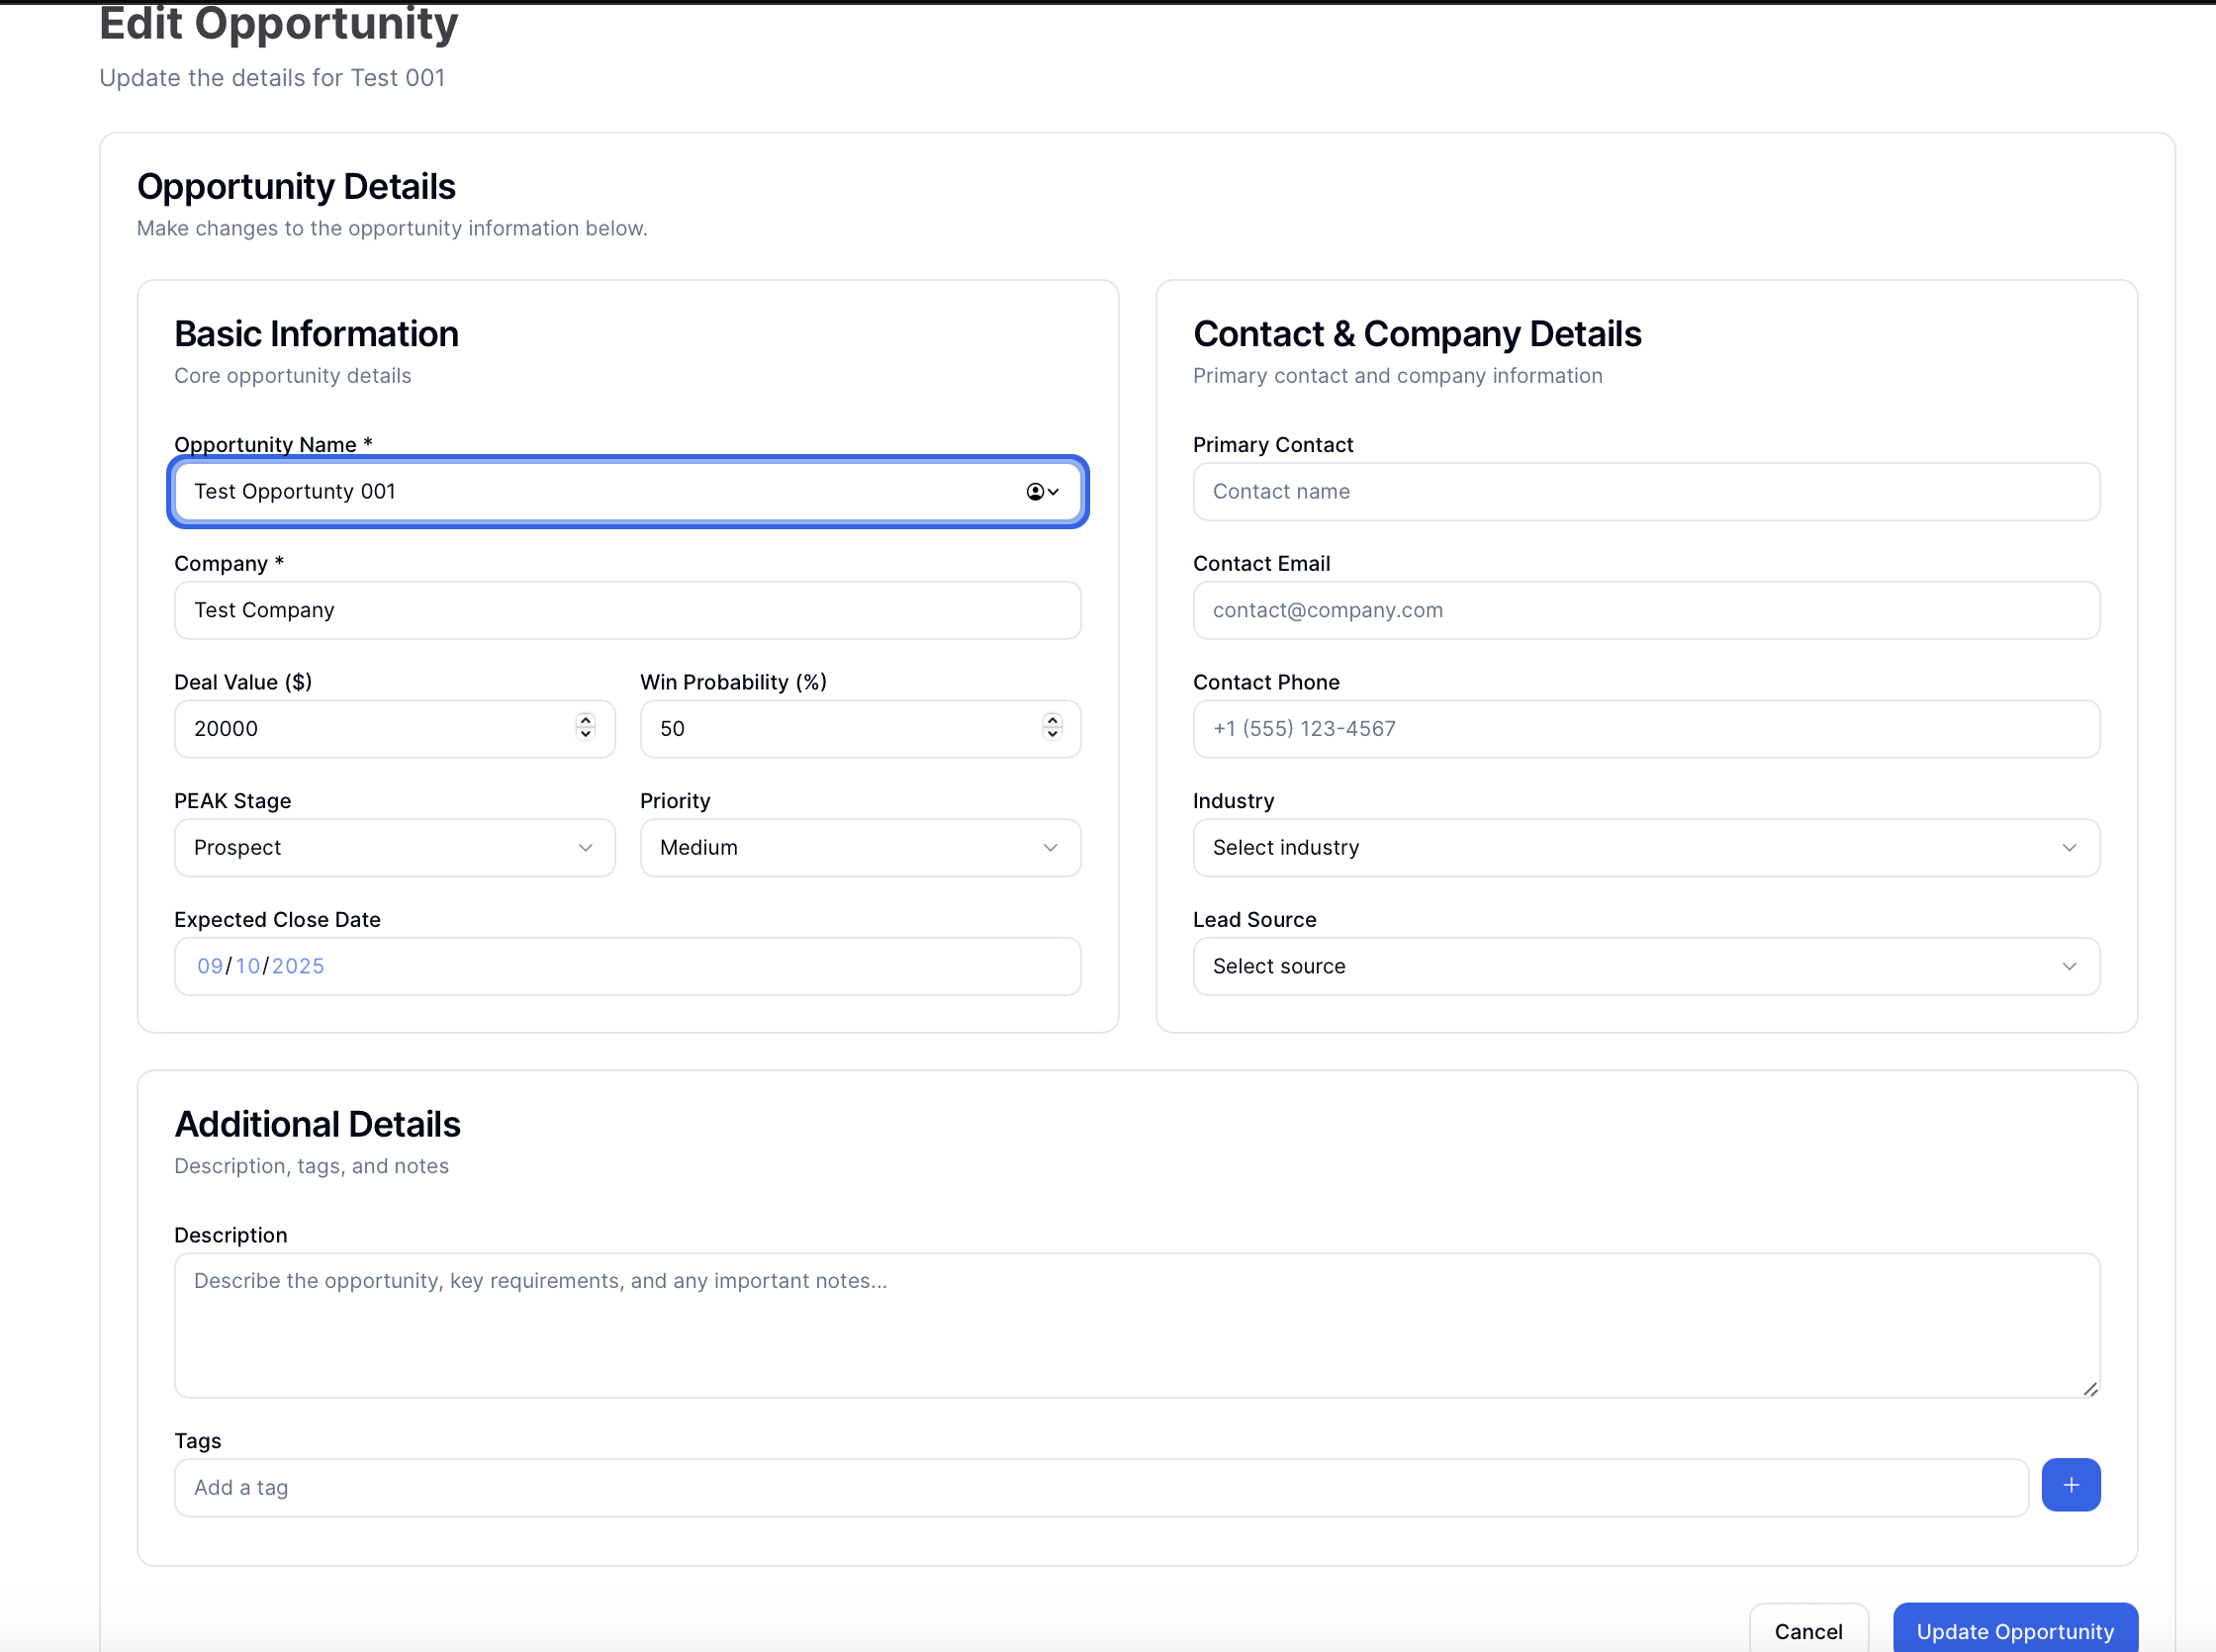 Edit Opportunity
Update the details for Test 001
Opportunity Details
Make changes to the opportunity information below.
Basic Information
Core opportunity details
Opportunity Name *
Test Opportunty 001
Company *
Test Company
Deal Value ($)
Win Probability (%)
20000
50
PEAK Stage
Priority
Prospect
Medium
Expected Close Date
09/10/2025
Contact & Company Details
Primary contact and company information
Primary Contact
Contact name
Contact Email
contact@company.com
Contact Phone
+1 (555) 123-4567
Industry
Select industry
Lead Source
Select source
Additional Details
Description, tags, and notes
Description
Describe the opportunity, key requirements, and any important notes...
Tags
Add a tag
+
Cancel
Update Opportunity